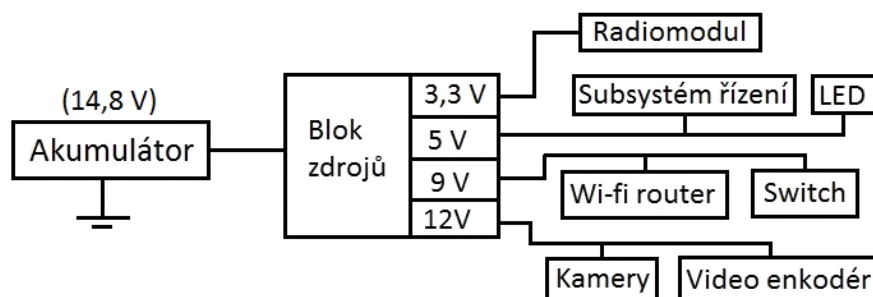 Radiomodul
(14,8 V)
3,3 V
Subsystém řízení
LED
Akumulátor
Blok
zdrojů
5 V
9 V
Wi-fi router
Switch
12V
Kamery
Video enkodér